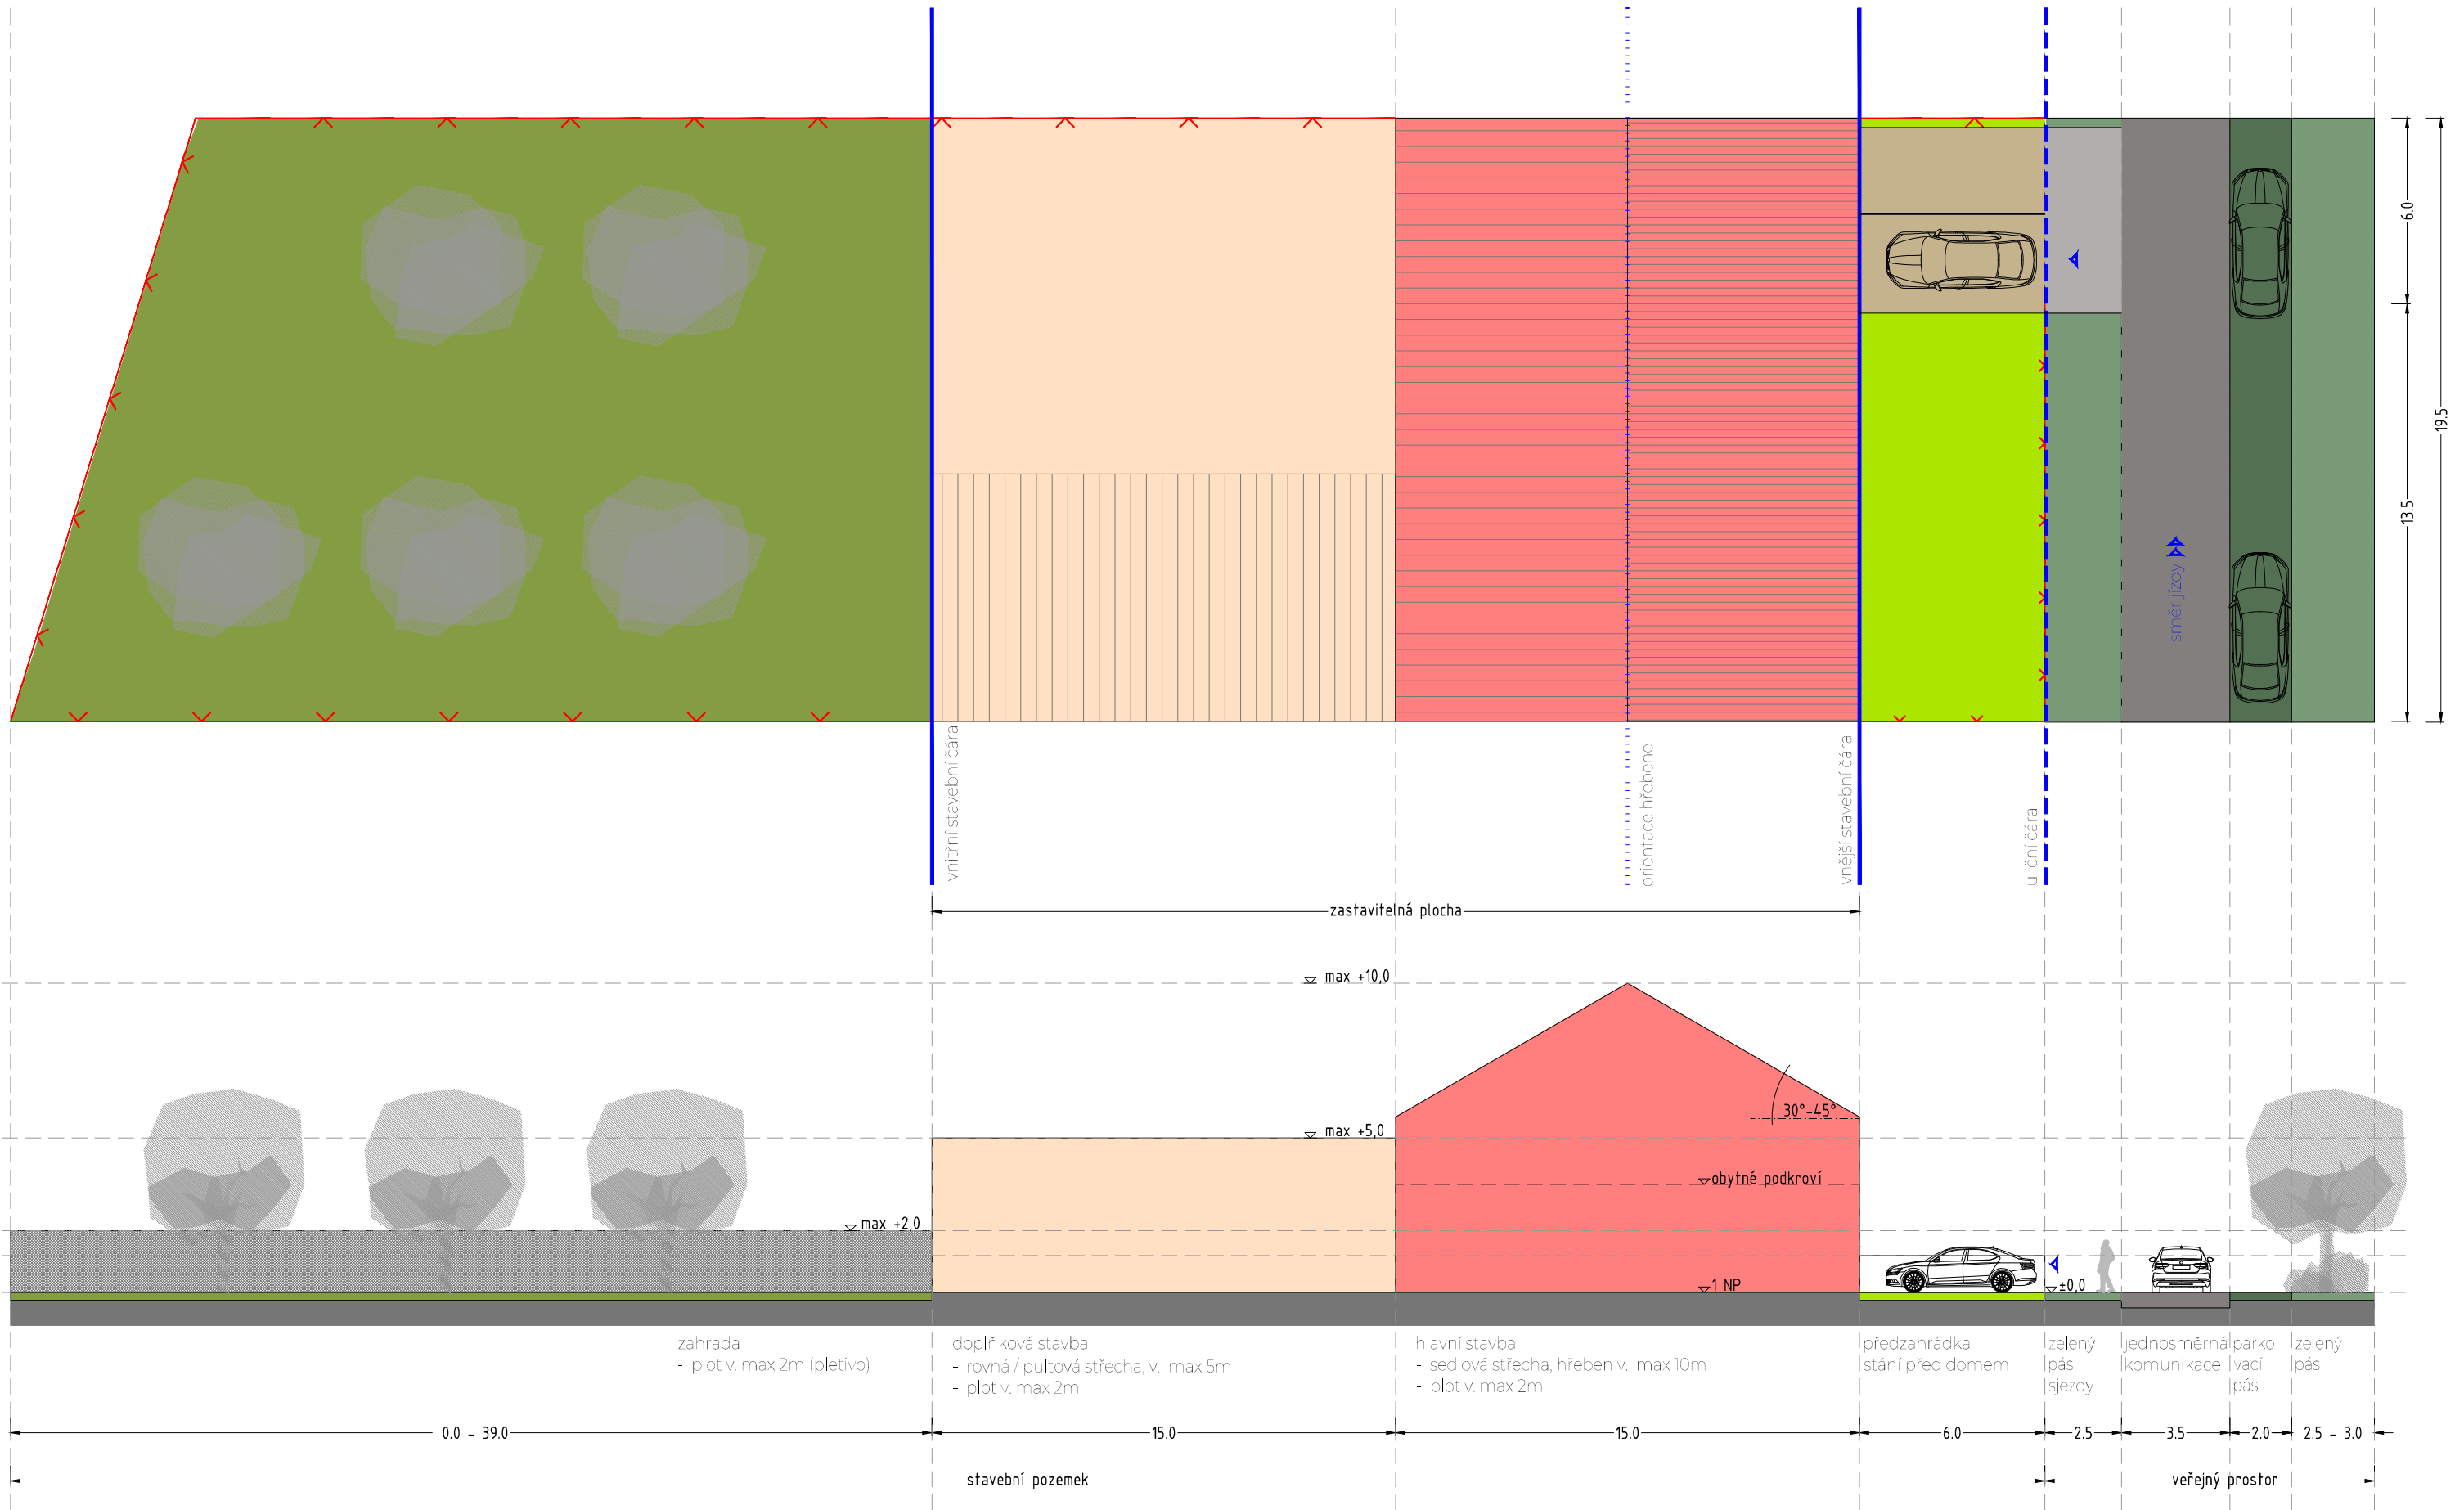 6.0
19.5
13.5
směr jízdy
vnitřní stavební čára
orientace hřebene
vnější stavební čára
uliční čára
zastavitelná plocha
max +10,0
30°-45°
max +5,0
obytné podkroví
max +2,0
1 NP
±0,0
zahrada
- plot v. max 2m (pletivo)
doplňková stavba
- rovná / pultová střecha, v. max 5m
- plot v. max 2m
hlavní stavba
- sedlová střecha, hřeben v. max 10m
- plot v. max 2m
předzahrádka
stání před domem
zelený
pás
sjezdy
jednosměrná
komunikace
parko
vací
pás
zelený
pás
0.0 - 39.0
15.0
15.0
6.0
2.5
3.5
2.0
2.5 - 3.0
stavební pozemek
veřejný prostor